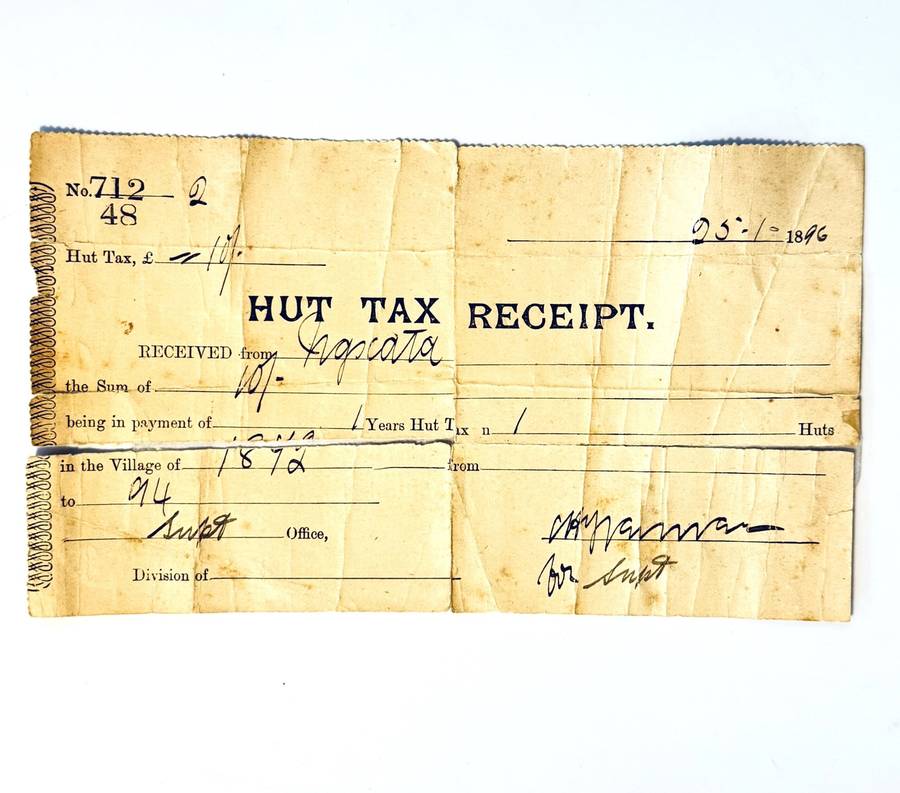 No. 712 2
48
25-1- 1896
Hut Tax, £ 10/-
HUT TAX RECEIPT.
RECEIVED from
the Sum of 10/-
being in payment of 1 Years Hut Tax n 1 Huts
in the Village of 1892 from
to 94
Supt Office,
for Supt
Division of